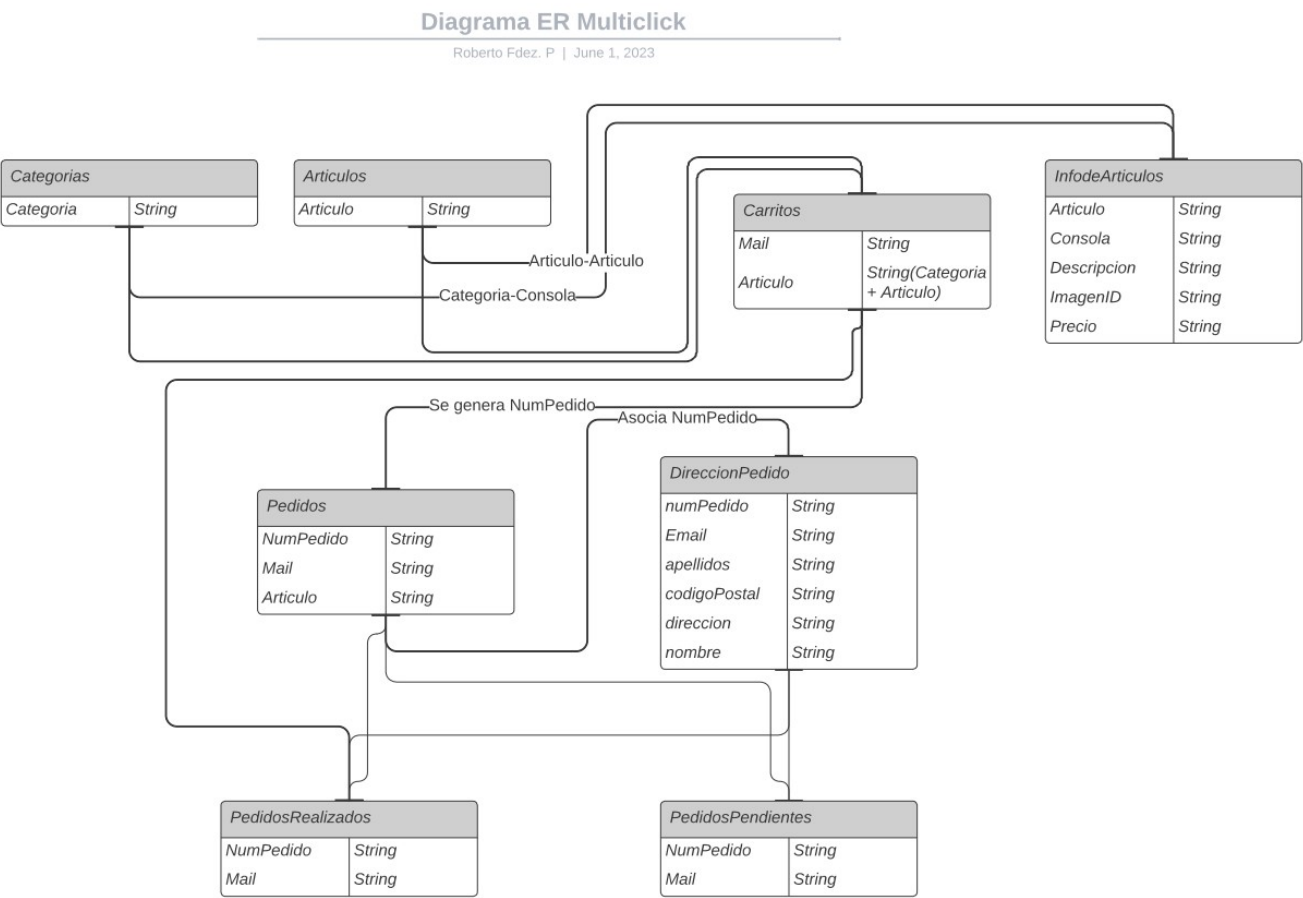 Diagrama ER Multiclick
Roberto Fdez. P | June 1, 2023
Categorias
Categoria String
Articulos
Articulo String
Carritos
Mail String
Articulo String(Categoria
+ Articulo)
InfodeArticulos
Articulo String
Consola String
Descripcion String
ImagenID String
Precio String
Articulo-Articulo
Categoria-Consola
Se genera NumPedido
Asocia NumPedido
Pedidos
NumPedido String
Mail String
Articulo String
DireccionPedido
numPedido String
Email String
apellidos String
codigoPostal String
direccion String
nombre String
PedidosRealizados
NumPedido String
Mail String
PedidosPendientes
NumPedido String
Mail String